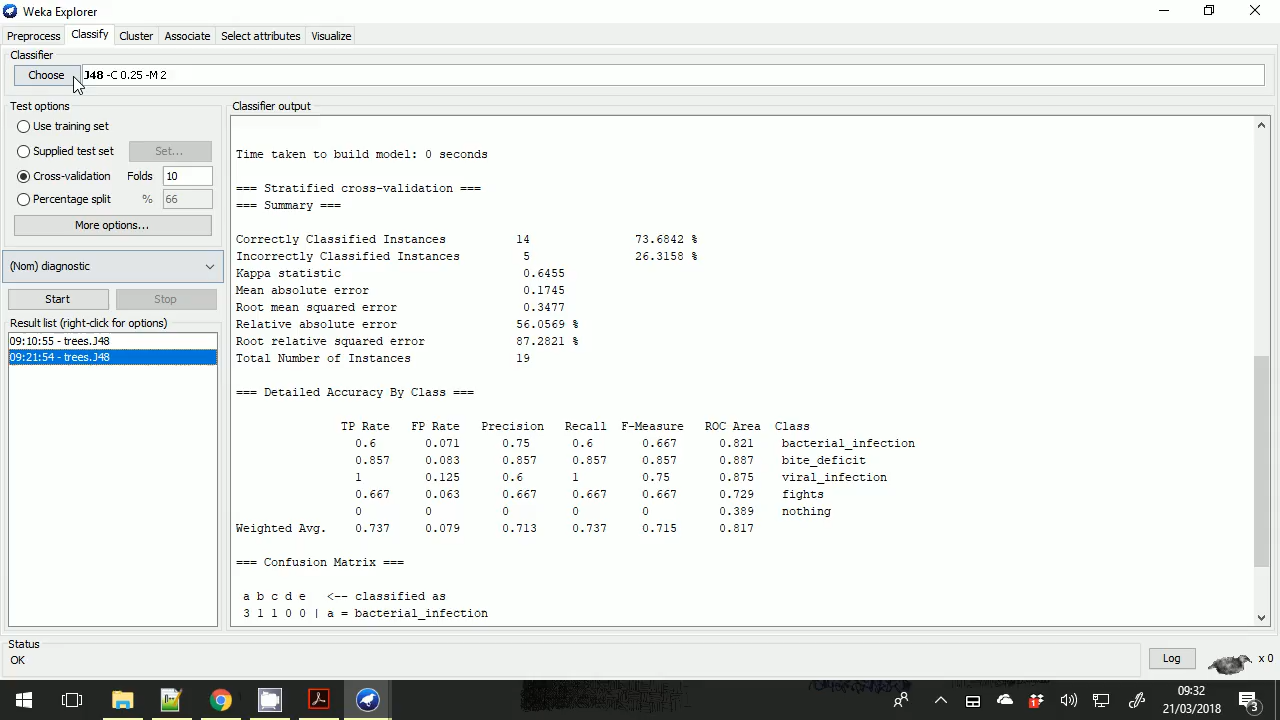 Weka Explorer
Preprocess Classify Cluster Associate Select attributes Visualize
Classifier
Choose J48 -C 0.25 -M 2
Test options
Use training set
Supplied test set Set...
Cross-validation Folds 10
Percentage split % 66
More options...
(Nom) diagnostic
Start Stop
Result list (right-click for options)
09:10:55 - trees.J48
09:21:54 - trees.J48
Classifier output
Time taken to build model: 0 seconds
=== Stratified cross-validation ===
=== Summary ===
Correctly Classified Instances 14 73.6842 %
Incorrectly Classified Instances 5 26.3158 %
Kappa statistic 0.6455
Mean absolute error 0.1745
Root mean squared error 0.3477
Relative absolute error 56.0569 %
Root relative squared error 87.2821 %
Total Number of Instances 19
=== Detailed Accuracy By Class ===
TP Rate FP Rate Precision Recall F-Measure ROC Area Class
0.6 0.071 0.75 0.6 0.667 0.821 bacterial_infection
0.857 0.083 0.857 0.857 0.857 0.887 bite_deficit
1 0.125 0.6 1 0.75 0.875 viral_infection
0.667 0.063 0.667 0.667 0.667 0.729 fights
0 0 0 0 0 0.389 nothing
Weighted Avg. 0.737 0.079 0.713 0.737 0.715 0.817
=== Confusion Matrix ===
a b c d e <-- classified as
3 1 1 0 0 | a = bacterial_infection
Status
OK
Log x 0
09:32
21/03/2018
3